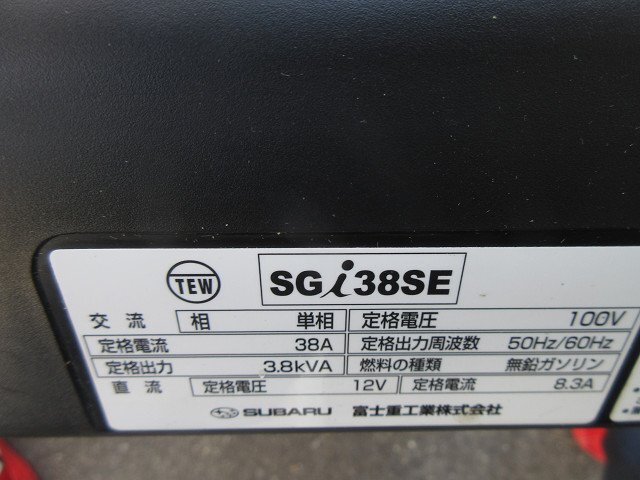 TEW SGi38SE
交流 相 単相 定格電圧 100V
定格電流 38A 定格出力周波数 50Hz/60Hz
定格出力 3.8kVA 燃料の種類 無鉛ガソリン
直流 定格電圧 12V 定格電流 8.3A
SUBARU 富士重工業株式会社